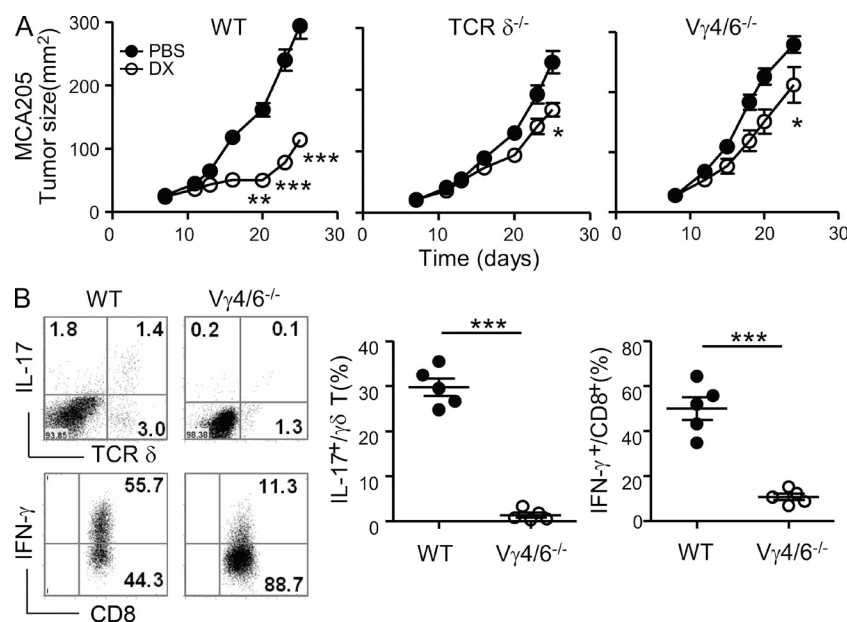 A
WT
TCR δ-/-
Vγ4/6-/-
PBS
DX
MCA205
Tumor size(mm²)
300
200
100
50
0
***
***
**
*
*
0 10 20 30
0 10 20 30
0 10 20 30
Time (days)
B
WT
Vγ4/6-/-
IL-17
1.8 1.4
93.85 3.0
0.2 0.1
98.38 1.3
TCR δ
IFN-γ
55.7
44.3
11.3
88.7
CD8
***
IL-17+/γδ T(%)
40
30
20
10
0
WT Vγ4/6-/-
***
IFN-γ+/CD8+(%)
80
60
40
20
0
WT Vγ4/6-/-